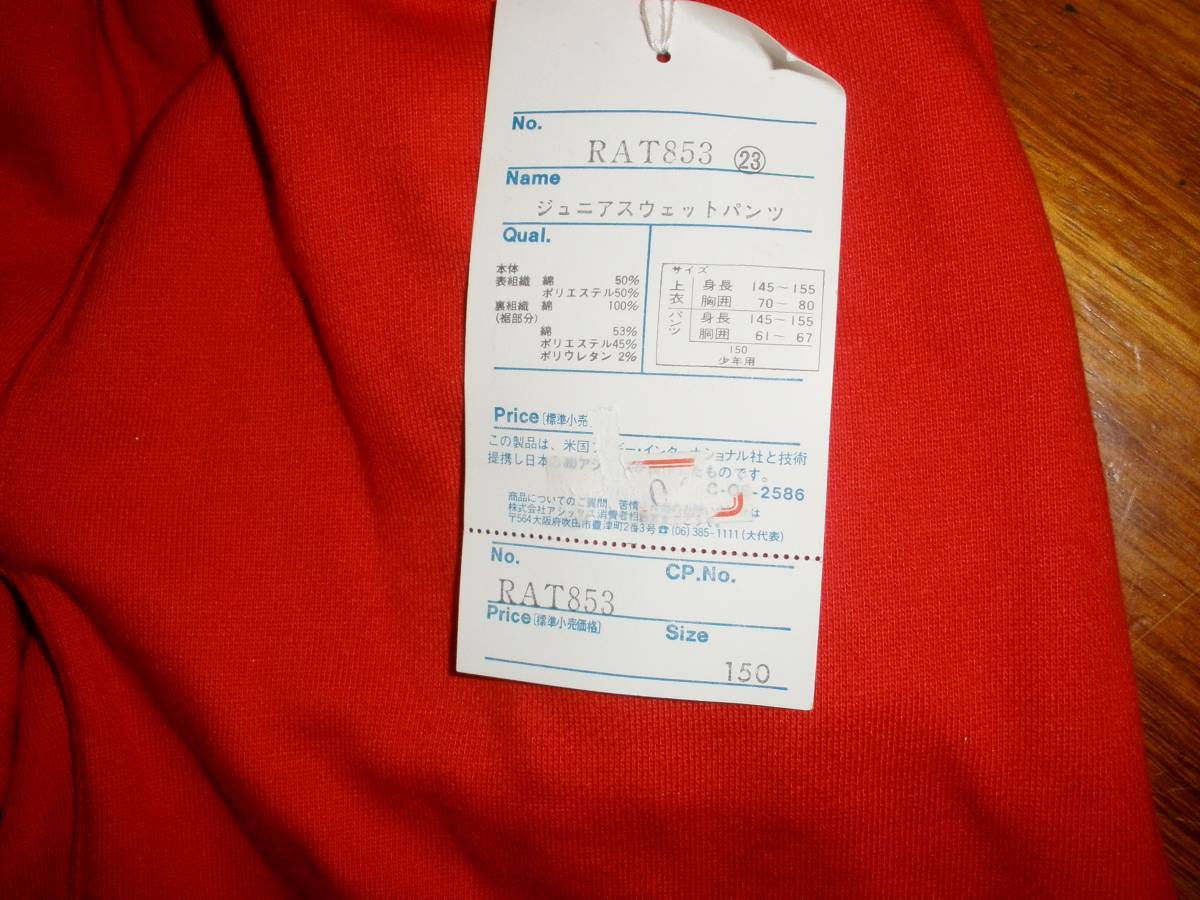 No.
RAT853 ㉓
Name
ジュニアスウェットパンツ
Qual.
本体
表組織 綿 50%
ポリエステル50%
裏組織 綿 100%
(裾部分)
綿 53%
ポリエステル45%
ポリウレタン 2%
サイズ
上衣 身長 145〜155
胸囲 70〜 80
パンツ 身長 145〜155
胴囲 61〜 67
150
少年用
Price [標準小売
この製品は、米国 ー・インターナショナル社と技術
提携し日本の ものです。
-2586
商品についてのご質問、苦情 は
株式会社アシックス消費者相
〒564大阪府吹田市豊津町2番3号☎(06)385-1111(大代表)
No.
RAT853
CP.No.
Price [標準小売価格]
Size
150